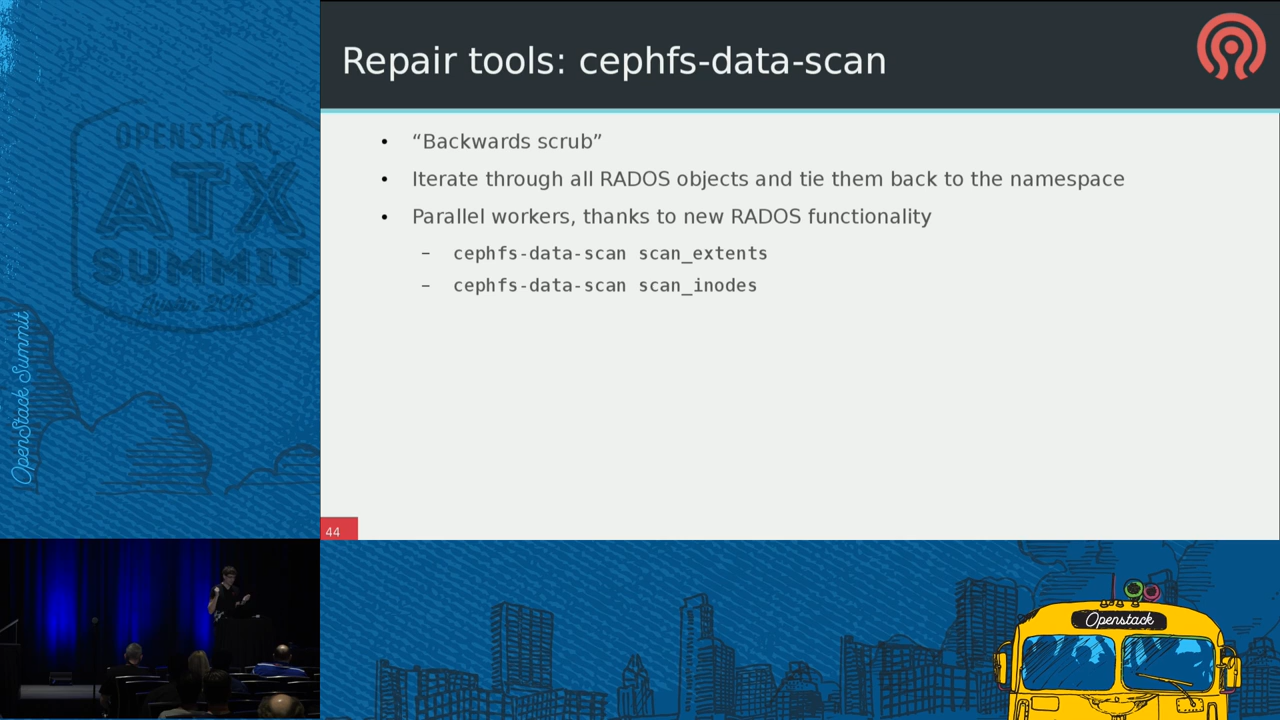 Repair tools: cephfs-data-scan
• “Backwards scrub”
• Iterate through all RADOS objects and tie them back to the namespace
• Parallel workers, thanks to new RADOS functionality
– cephfs-data-scan scan_extents
– cephfs-data-scan scan_inodes
44
OPENSTACK
ATX
SUMMIT
Austin 2016
OpenStack Summit
Openstack